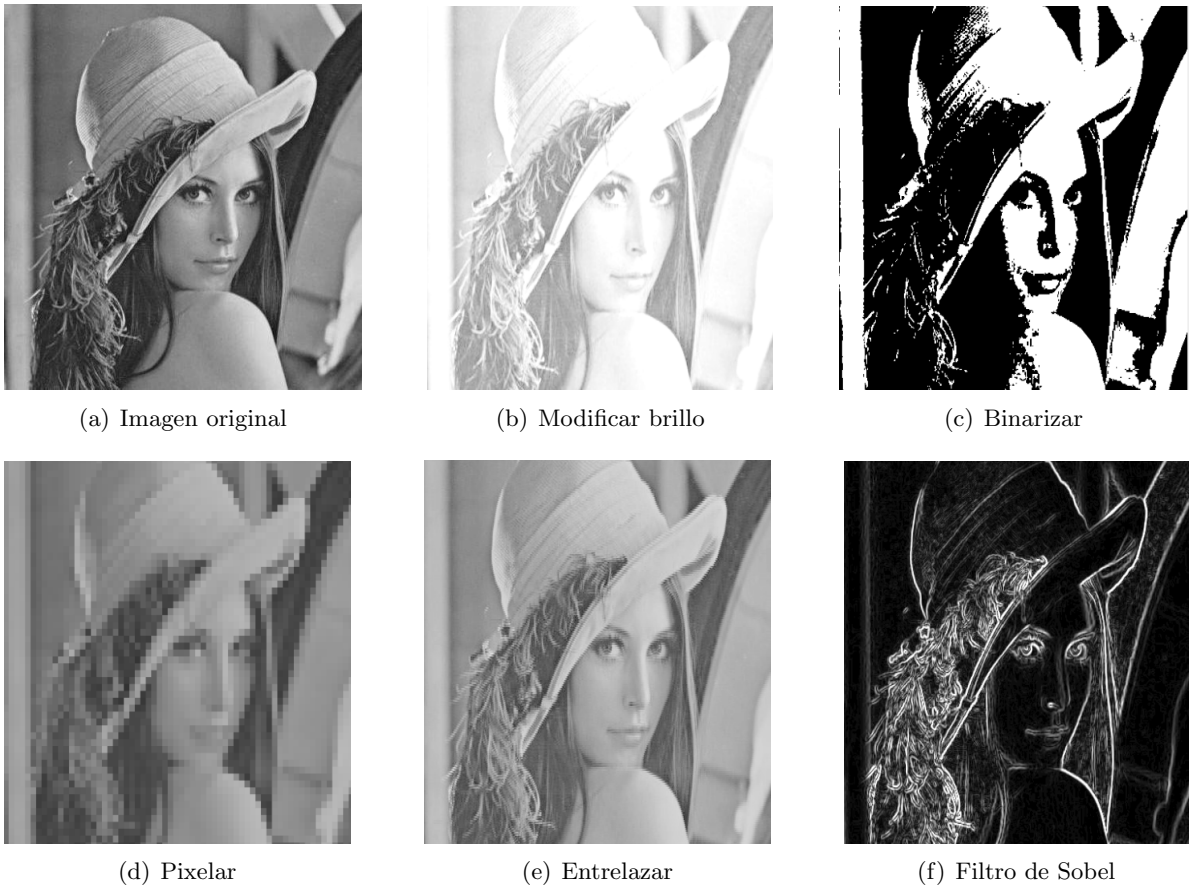 (a) Imagen original
(b) Modificar brillo
(c) Binarizar
(d) Pixelar
(e) Entrelazar
(f) Filtro de Sobel